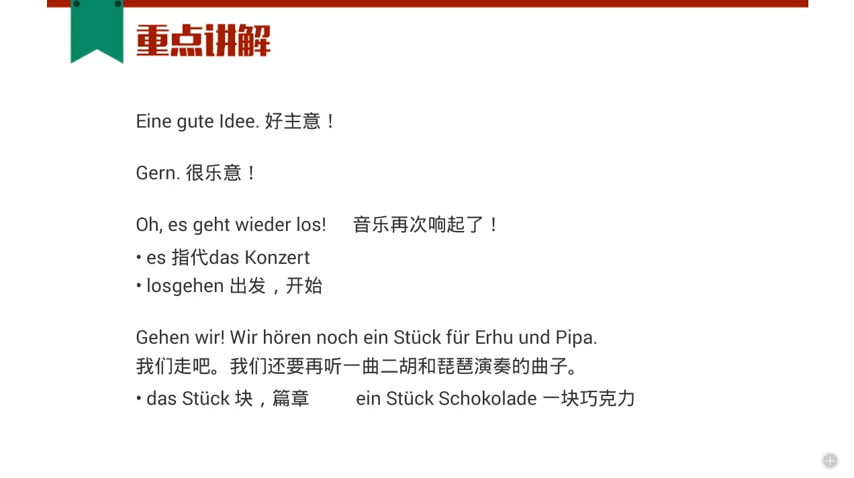 重点讲解
Eine gute Idee. 好主意！
Gern. 很乐意！
Oh, es geht wieder los! 音乐再次响起了！
• es 指代das Konzert
• losgehen 出发，开始
Gehen wir! Wir hören noch ein Stück für Erhu und Pipa.
我们走吧。我们还要再听一曲二胡和琵琶演奏的曲子。
• das Stück 块，篇章 ein Stück Schokolade 一块巧克力